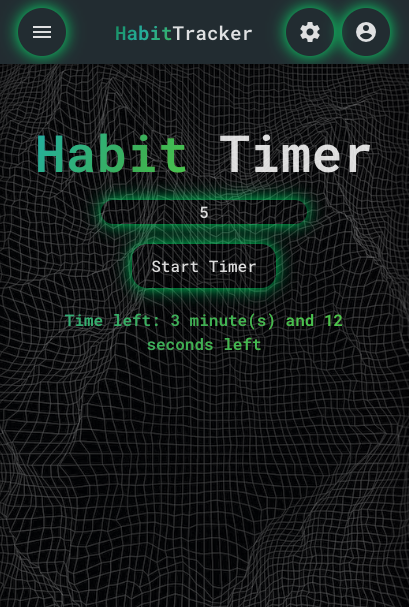 HabitTracker
Habit Timer
5
Start Timer
Time left: 3 minute(s) and 12
seconds left